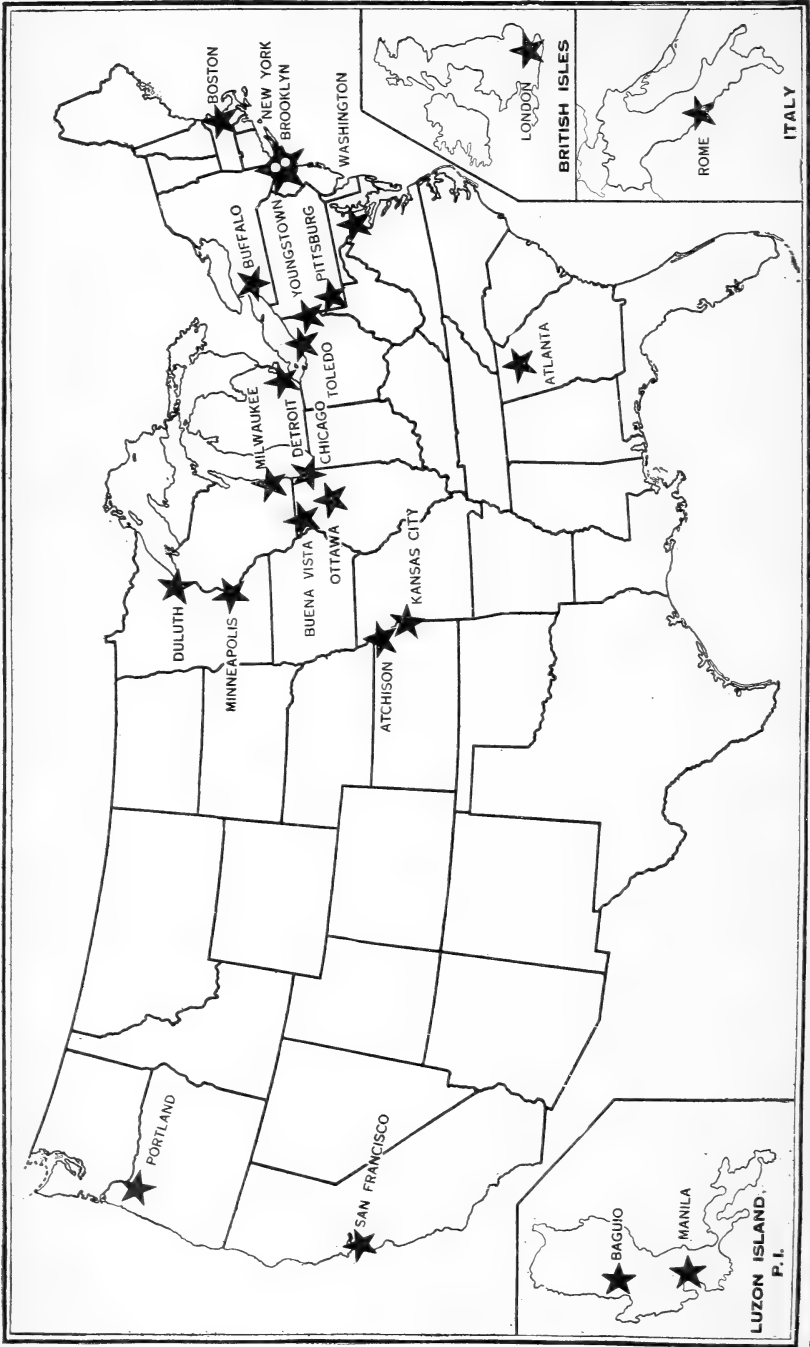 BOSTON
NEW YORK
BROOKLYN
WASHINGTON
BUFFALO
YOUNGSTOWN
PITTSBURG
MILWAUKEE
DETROIT
CHICAGO
TOLEDO
ATLANTA
DULUTH
MINNEAPOLIS
BUENA VISTA
OTTAWA
KANSAS CITY
ATCHISON
PORTLAND
SAN FRANCISCO
LONDON
BRITISH ISLES
ROME
ITALY
BAGUIO
MANILA
LUZON ISLAND,
P. I.